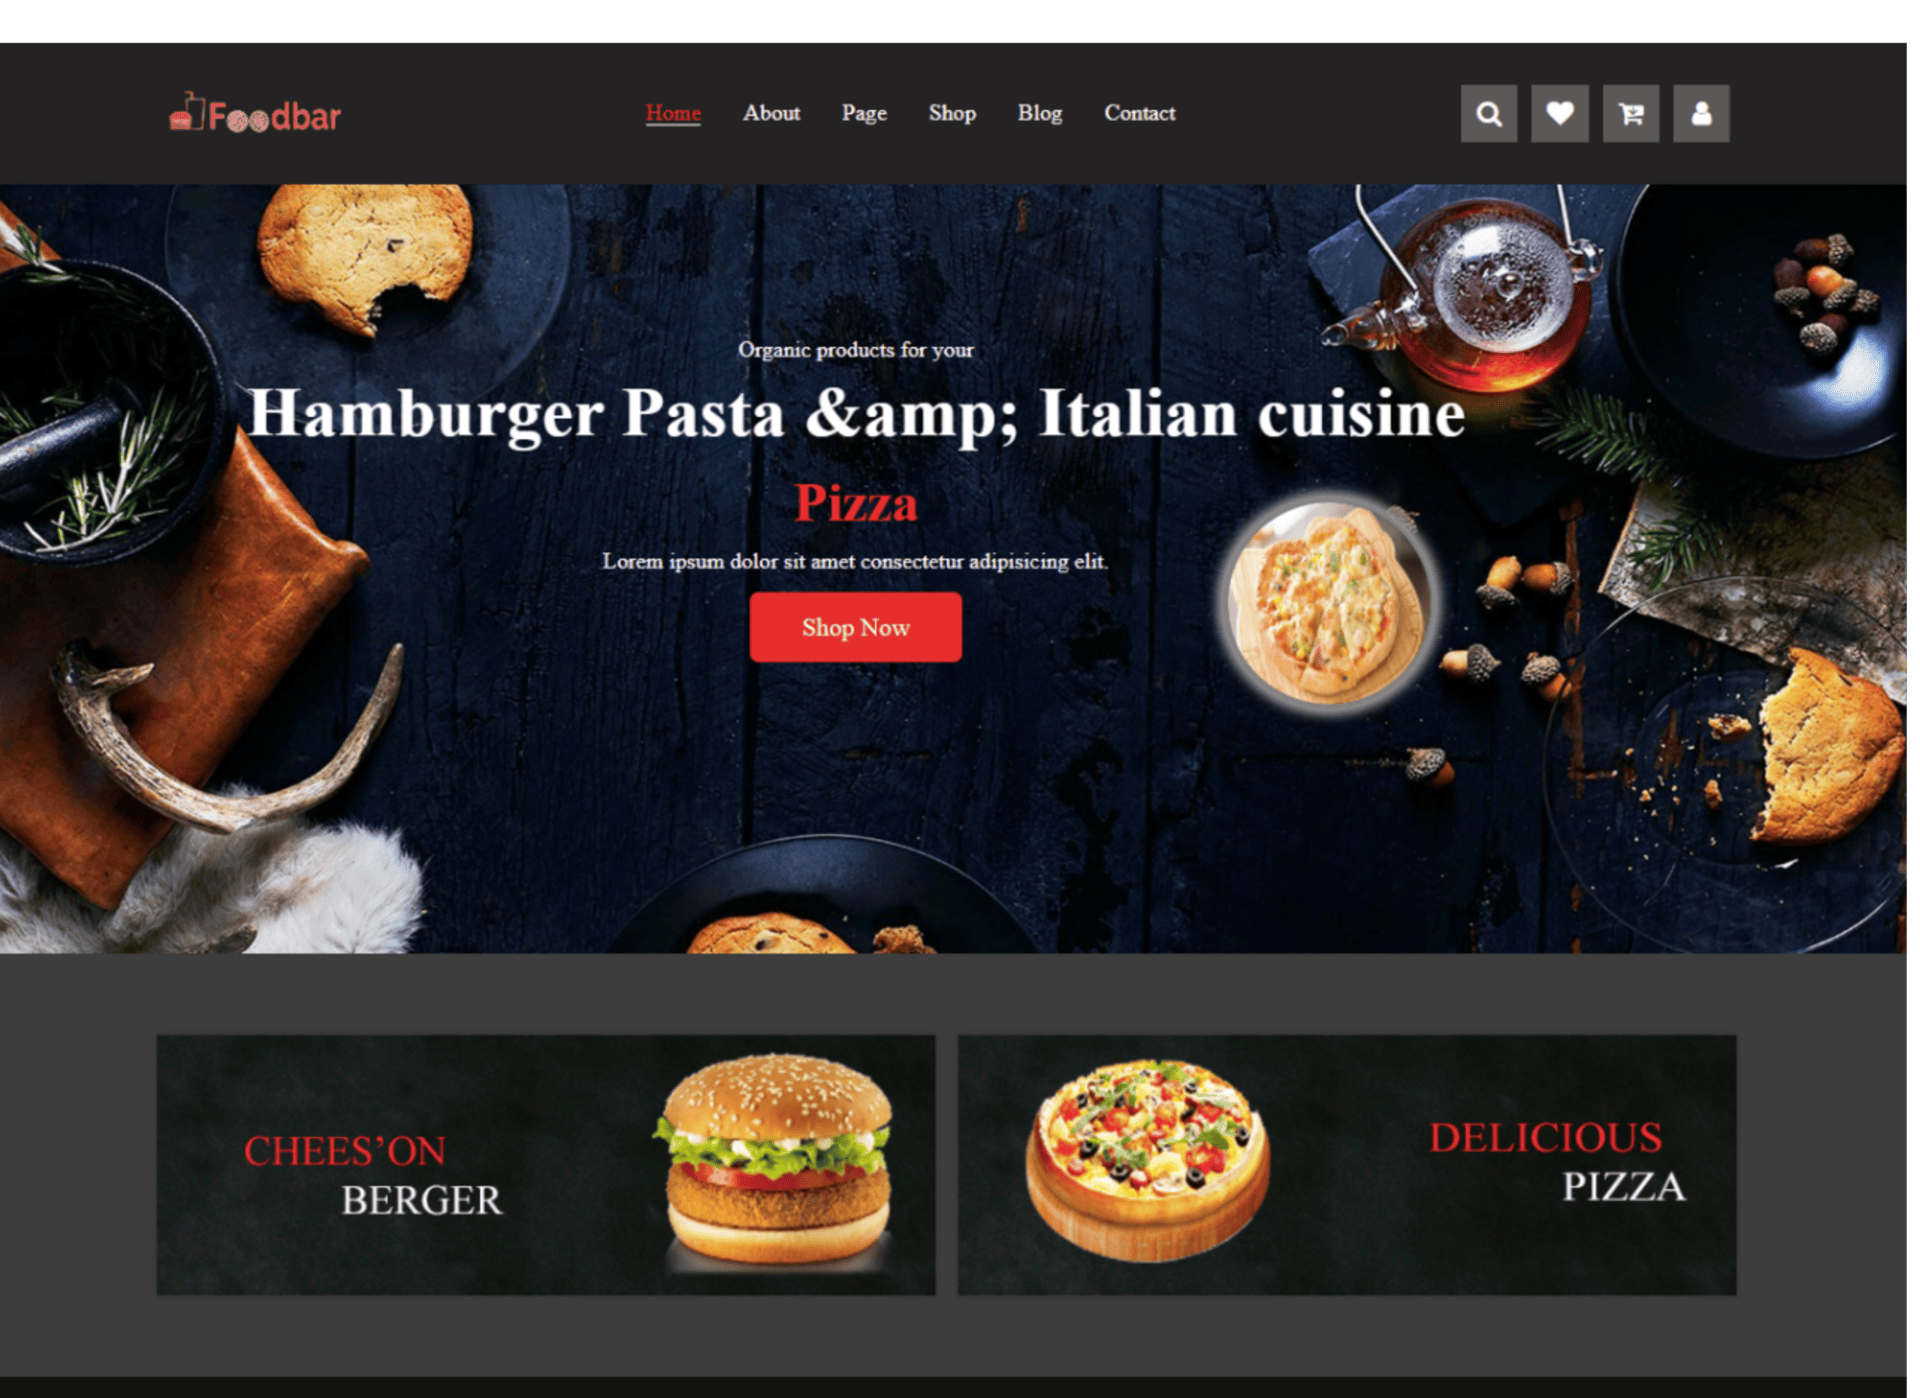 Foodbar
Home About Page Shop Blog Contact
Organic products for your
Hamburger Pasta &amp; Italian cuisine
Pizza
Lorem ipsum dolor sit amet consectetur adipisicing elit.
Shop Now
CHEES’ON
BERGER
DELICIOUS
PIZZA